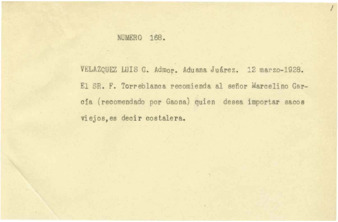 1
NUMERO 168.
VELAZQUEZ LUIS G. Admor. Aduana Juárez. 12 marzo-1928.
El SR. F. Torreblanca recomienda al señor Marcelino Gar-
cía (recomendado por Gaona) quien desea importar sacos
viejos,es decir costalera.